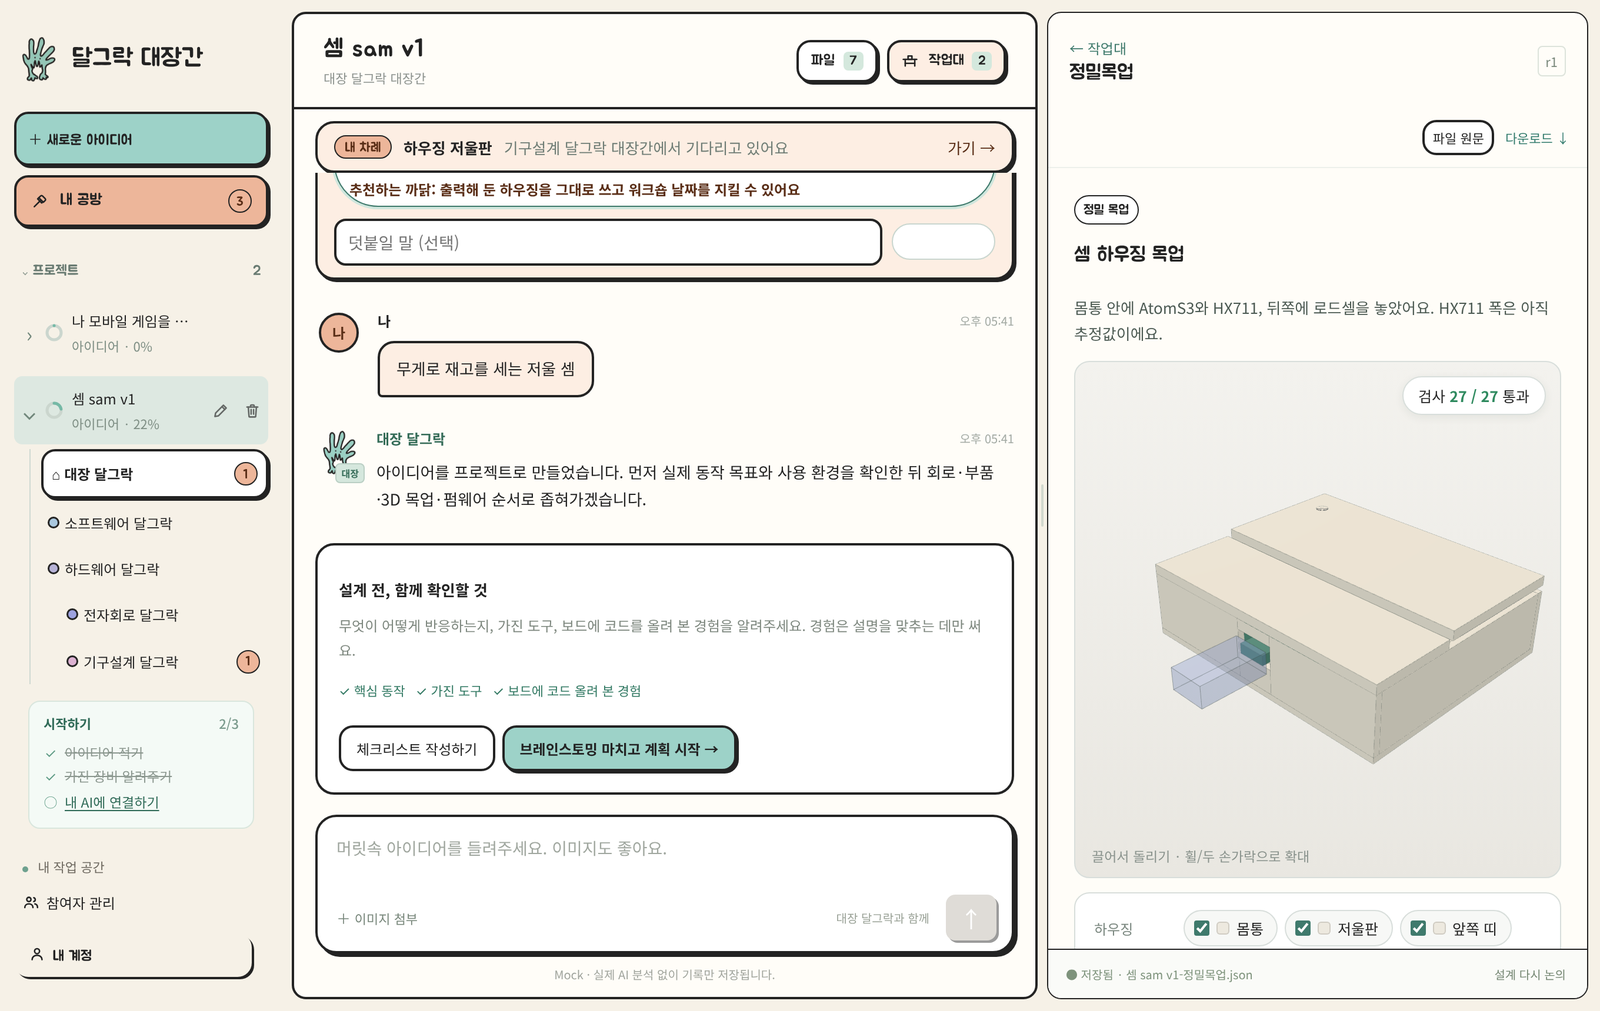 달그락 대장간
+ 새로운 아이디어
내 공방 3
프로젝트 2
나 모바일 게임을 …
아이디어 · 0%
셈 sam v1
아이디어 · 22%
대장 달그락 1
소프트웨어 달그락
하드웨어 달그락
전자회로 달그락
기구설계 달그락 1
시작하기 2/3
아이디어 적기
가진 장비 알려주기
내 AI에 연결하기
내 작업 공간
참여자 관리
내 계정
셈 sam v1
대장 달그락 대장간
파일 7
작업대 2
내 차례 하우징 저울판 기구설계 달그락 대장간에서 기다리고 있어요 가기 →
추천하는 까닭: 출력해 둔 하우징을 그대로 쓰고 워크숍 날짜를 지킬 수 있어요
덧붙일 말 (선택)
나 나 오후 05:41
무게로 재고를 세는 저울 셈
대장 달그락 오후 05:41
대장
아이디어를 프로젝트로 만들었습니다. 먼저 실제 동작 목표와 사용 환경을 확인한 뒤 회로·부품
·3D 목업·펌웨어 순서로 좁혀가겠습니다.
설계 전, 함께 확인할 것
무엇이 어떻게 반응하는지, 가진 도구, 보드에 코드를 올려 본 경험을 알려주세요. 경험은 설명을 맞추는 데만 써
요.
✓ 핵심 동작 ✓ 가진 도구 ✓ 보드에 코드 올려 본 경험
체크리스트 작성하기
브레인스토밍 마치고 계획 시작 →
머릿속 아이디어를 들려주세요. 이미지도 좋아요.
+ 이미지 첨부
대장 달그락과 함께
↑
Mock · 실제 AI 분석 없이 기록만 저장됩니다.
← 작업대
정밀목업
r1
파일 원문
다운로드 ↓
정밀 목업
셈 하우징 목업
몸통 안에 AtomS3와 HX711, 뒤쪽에 로드셀을 놓았어요. HX711 폭은 아직
추정값이에요.
검사 27 / 27 통과
끌어서 돌리기 · 휠/두 손가락으로 확대
하우징 몸통 저울판 앞쪽 띠
저장됨 · 셈 sam v1-정밀목업.json
설계 다시 논의